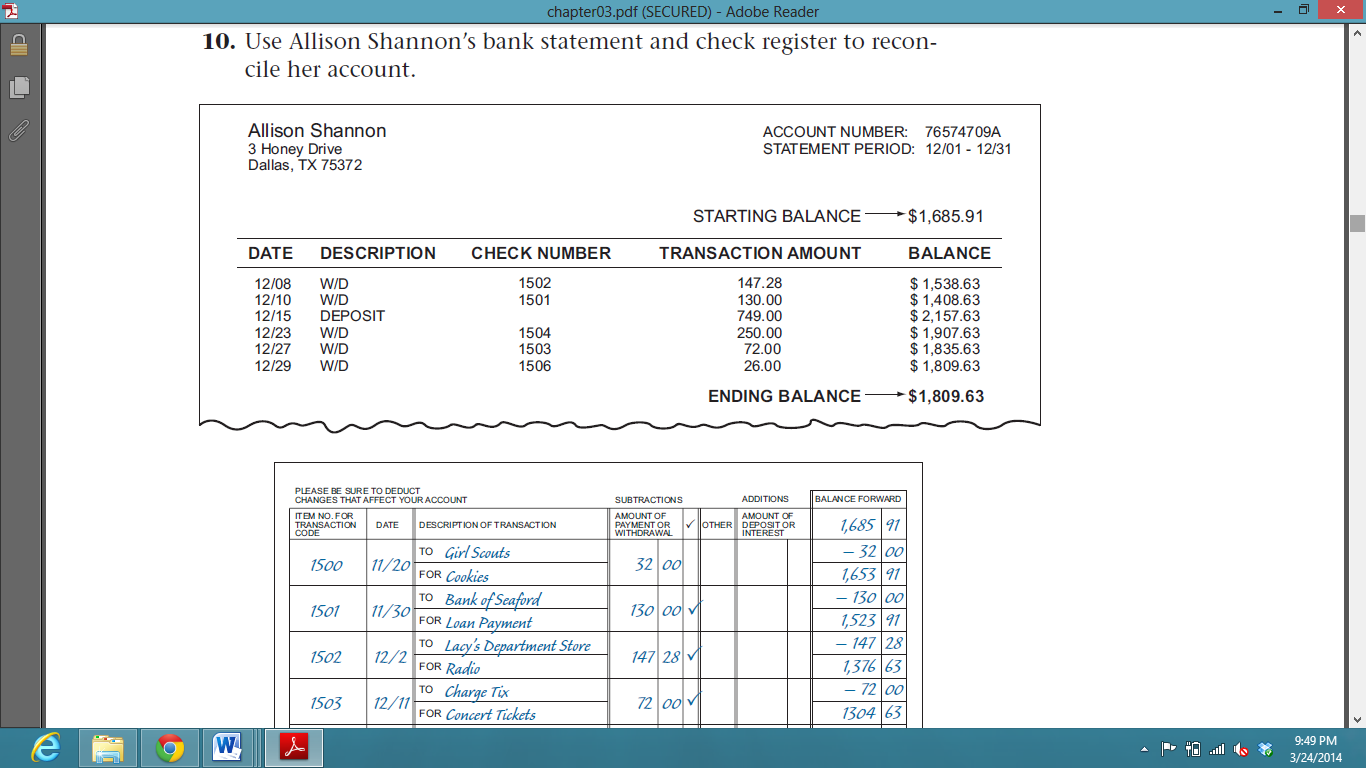 chapter03.pdf (SECURED) - Adobe Reader
10. Use Allison Shannon's bank statement and check register to recon-
cile her account.
Allison Shannon
3 Honey Drive
Dallas, TX 75372
ACCOUNT NUMBER: 76574709A
STATEMENT PERIOD: 12/01 - 12/31
STARTING BALANCE $1,685.91
DATE DESCRIPTION CHECK NUMBER TRANSACTION AMOUNT BALANCE
12/08 W/D 1502 147.28 $ 1,538.63
12/10 W/D 1501 130.00 $ 1,408.63
12/15 DEPOSIT 749.00 $ 2,157.63
12/23 W/D 1504 250.00 $ 1,907.63
12/27 W/D 1503 72.00 $ 1,835.63
12/29 W/D 1506 26.00 $ 1,809.63
ENDING BALANCE $1,809.63
PLEASE BE SURE TO DEDUCT
CHANGES THAT AFFECT YOUR ACCOUNT
SUBTRACTIONS
ADDITIONS
BALANCE FORWARD
ITEM NO. FOR
TRANSACTION
CODE
DATE
DESCRIPTION OF TRANSACTION
AMOUNT OF
PAYMENT OR
WITHDRAWAL
✓
OTHER
AMOUNT OF
DEPOSIT OR
INTEREST
1,685 91
1500 11/20 TO Girl Scouts 32 00 – 32 00
FOR Cookies 1,653 91
1501 11/30 TO Bank of Seaford 130 00 ✓ – 130 00
FOR Loan Payment 1,523 91
1502 12/2 TO Lacy's Department Store 147 28 ✓ – 147 28
FOR Radio 1,376 63
1503 12/11 TO Charge Tix 72 00 ✓ – 72 00
FOR Concert Tickets 1304 63
9:49 PM
3/24/2014